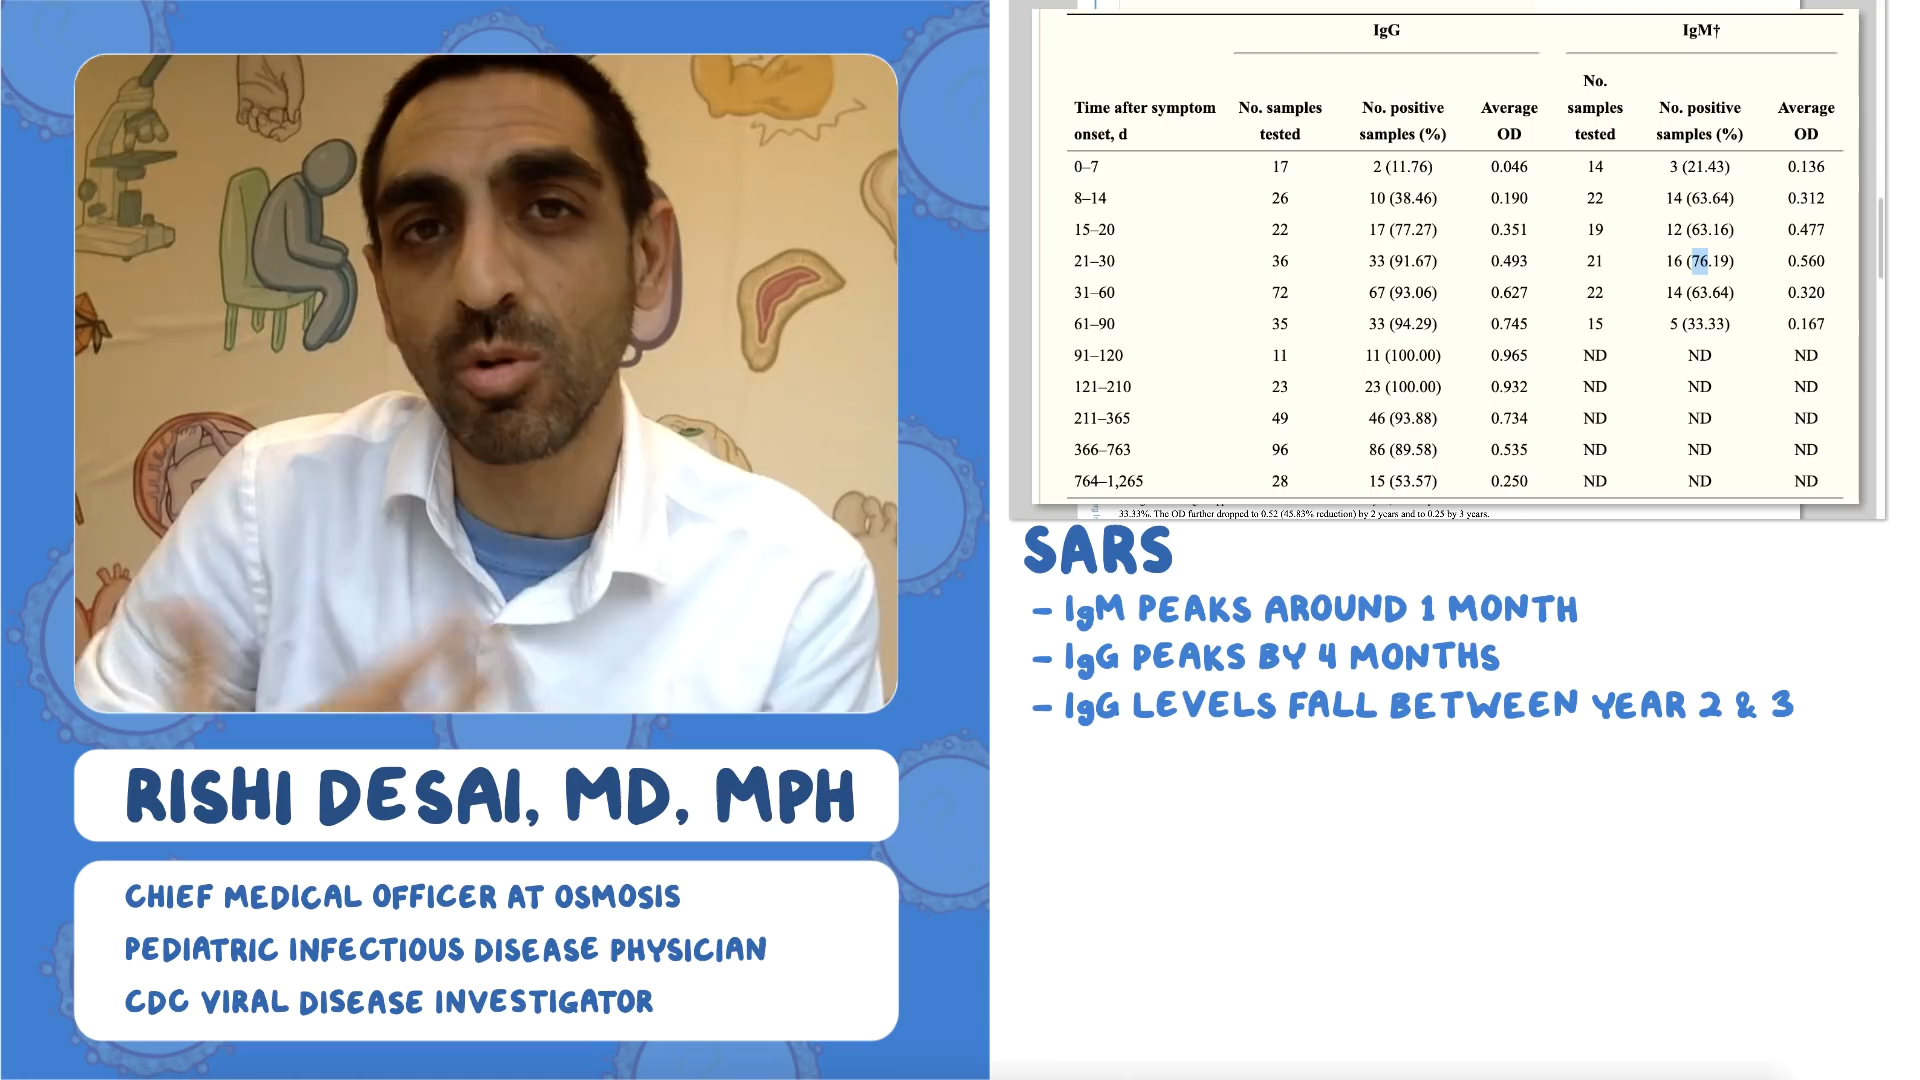 RISHI DESAI, MD, MPH
CHIEF MEDICAL OFFICER AT OSMOSIS
PEDIATRIC INFECTIOUS DISEASE PHYSICIAN
CDC VIRAL DISEASE INVESTIGATOR
IgG IgM†
No.
Time after symptom No. samples No. positive Average samples No. positive Average
onset, d tested samples (%) OD tested samples (%) OD
0–7 17 2 (11.76) 0.046 14 3 (21.43) 0.136
8–14 26 10 (38.46) 0.190 22 14 (63.64) 0.312
15–20 22 17 (77.27) 0.351 19 12 (63.16) 0.477
21–30 36 33 (91.67) 0.493 21 16 (76.19) 0.560
31–60 72 67 (93.06) 0.627 22 14 (63.64) 0.320
61–90 35 33 (94.29) 0.745 15 5 (33.33) 0.167
91–120 11 11 (100.00) 0.965 ND ND ND
121–210 23 23 (100.00) 0.932 ND ND ND
211–365 49 46 (93.88) 0.734 ND ND ND
366–763 96 86 (89.58) 0.535 ND ND ND
764–1,265 28 15 (53.57) 0.250 ND ND ND
33.33%. The OD further dropped to 0.52 (45.83% reduction) by 2 years and to 0.25 by 3 years.
SARS
– IgM PEAKS AROUND 1 MONTH
– IgG PEAKS BY 4 MONTHS
– IgG LEVELS FALL BETWEEN YEAR 2 & 3